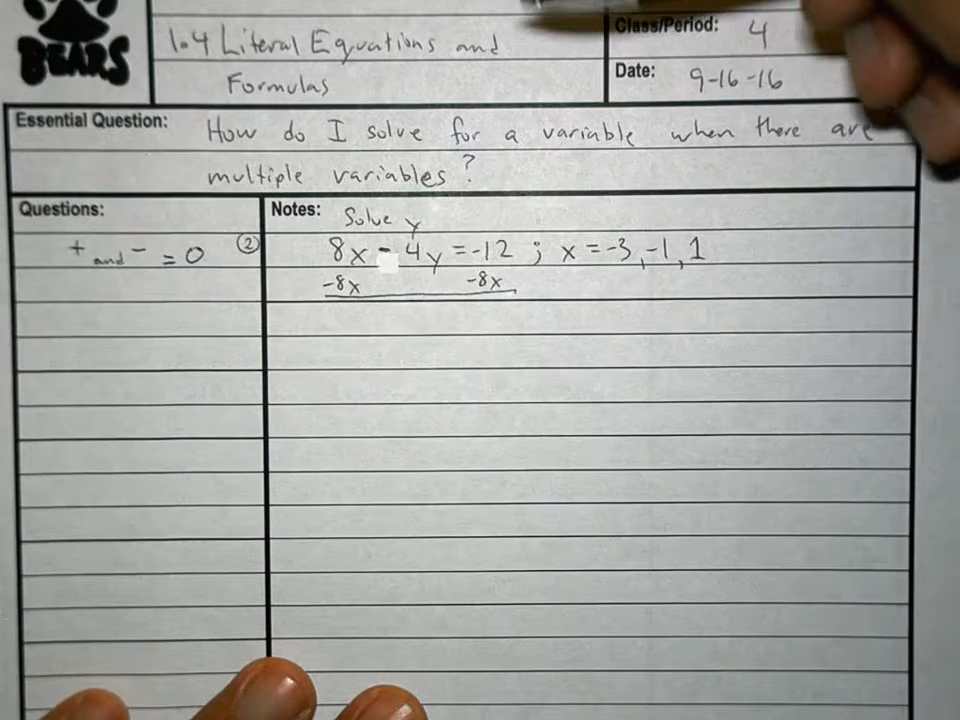 BEARS
1.4 Literal Equations and
Formulas
Class/Period: 4
Date: 9-16-16
Essential Question: How do I solve for a variable when there are
multiple variables?
Questions:
+ and - = 0
Notes: Solve y
② 8x - 4y = -12 ; x = -3, -1, 1
-8x -8x